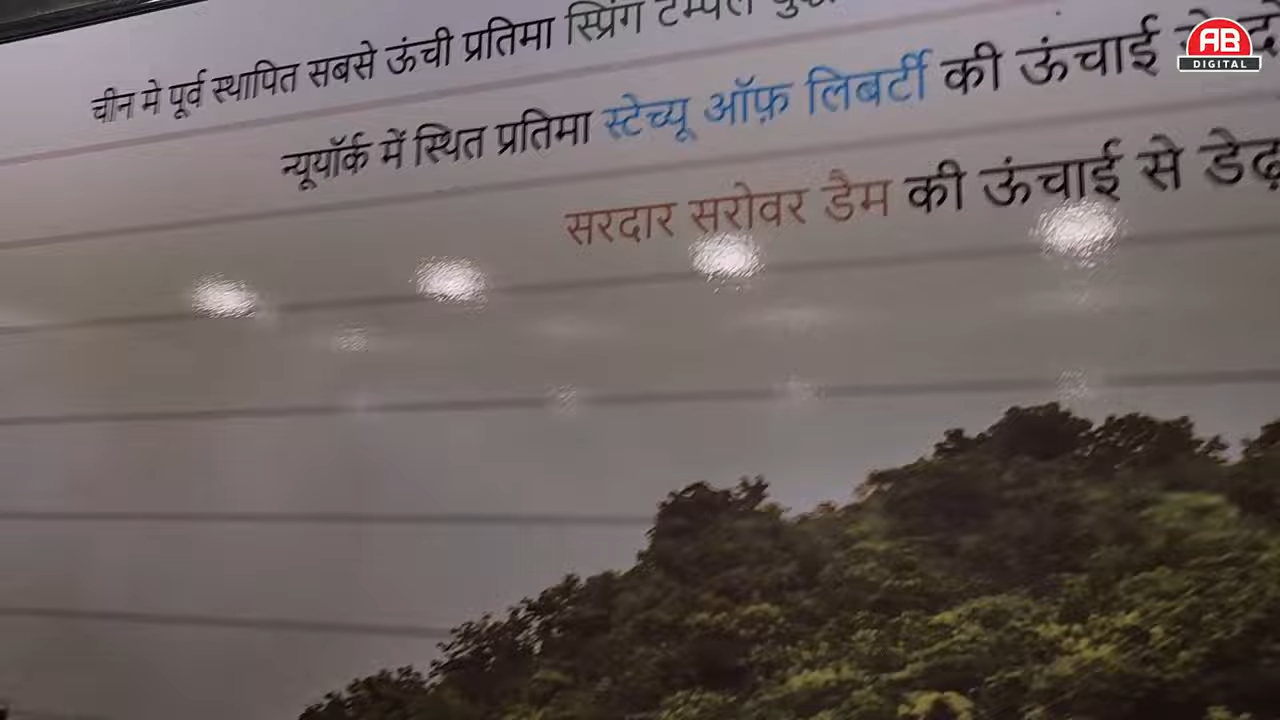 चीन मे पूर्व स्थापित सबसे ऊंची प्रतिमा स्प्रिंग टेम्पल
न्यूयॉर्क में स्थित प्रतिमा स्टेच्यू ऑफ़ लिबर्टी की ऊंचाई से
सरदार सरोवर डैम की ऊंचाई से डेढ़
AB
DIGITAL